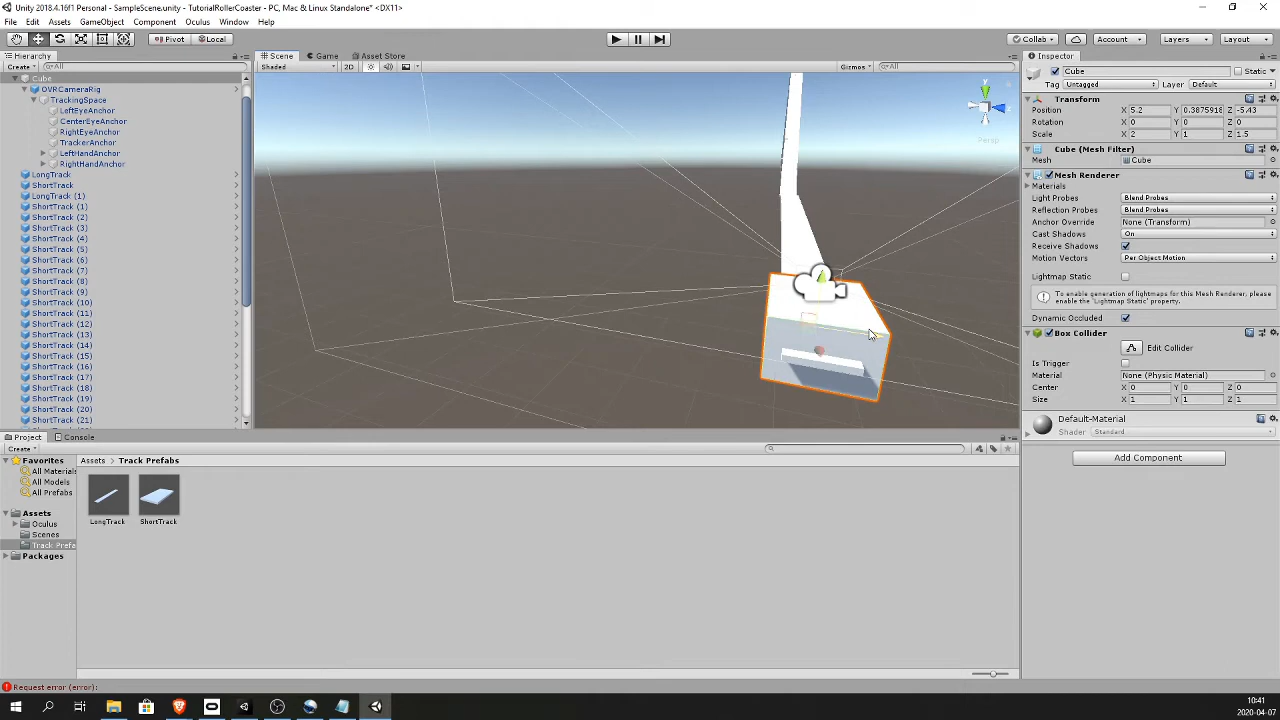 Unity 2018.4.16f1 Personal - SampleScene.unity - TutorialRollerCoaster - PC, Mac & Linux Standalone* <DX11>
File Edit Assets GameObject Component Oculus Window Help
Pivot Local Collab Account Layers Layout
Hierarchy
Create All
Cube
OVRCameraRig
TrackingSpace
LeftEyeAnchor
CenterEyeAnchor
RightEyeAnchor
TrackerAnchor
LeftHandAnchor
RightHandAnchor
LongTrack
ShortTrack
LongTrack (1)
ShortTrack (1)
ShortTrack (2)
ShortTrack (3)
ShortTrack (4)
ShortTrack (5)
ShortTrack (6)
ShortTrack (7)
ShortTrack (8)
ShortTrack (9)
ShortTrack (10)
ShortTrack (11)
ShortTrack (12)
ShortTrack (13)
ShortTrack (14)
ShortTrack (15)
ShortTrack (16)
ShortTrack (17)
ShortTrack (18)
ShortTrack (19)
ShortTrack (20)
ShortTrack (21)
Scene Game Asset Store
Shaded 2D Gizmos All
y
z
Persp
Inspector
Cube Static
Tag Untagged Layer Default
Transform
Position X 5.2 Y 0.3875918 Z -5.43
Rotation X 0 Y 0 Z 0
Scale X 2 Y 1 Z 1.5
Cube (Mesh Filter)
Mesh Cube
Mesh Renderer
Materials
Light Probes Blend Probes
Reflection Probes Blend Probes
Anchor Override None (Transform)
Cast Shadows On
Receive Shadows
Motion Vectors Per Object Motion
Lightmap Static
To enable generation of lightmaps for this Mesh Renderer, please
enable the 'Lightmap Static' property.
Dynamic Occluded
Box Collider
Edit Collider
Is Trigger
Material None (Physic Material)
Center X 0 Y 0 Z 0
Size X 1 Y 1 Z 1
Default-Material
Shader Standard
Add Component
Project Console
Create
Favorites
All Materials
All Models
All Prefabs
Assets
Oculus
Scenes
Track Prefa
Packages
Assets > Track Prefabs
LongTrack ShortTrack
Request error (error):
10:41
2020-04-07